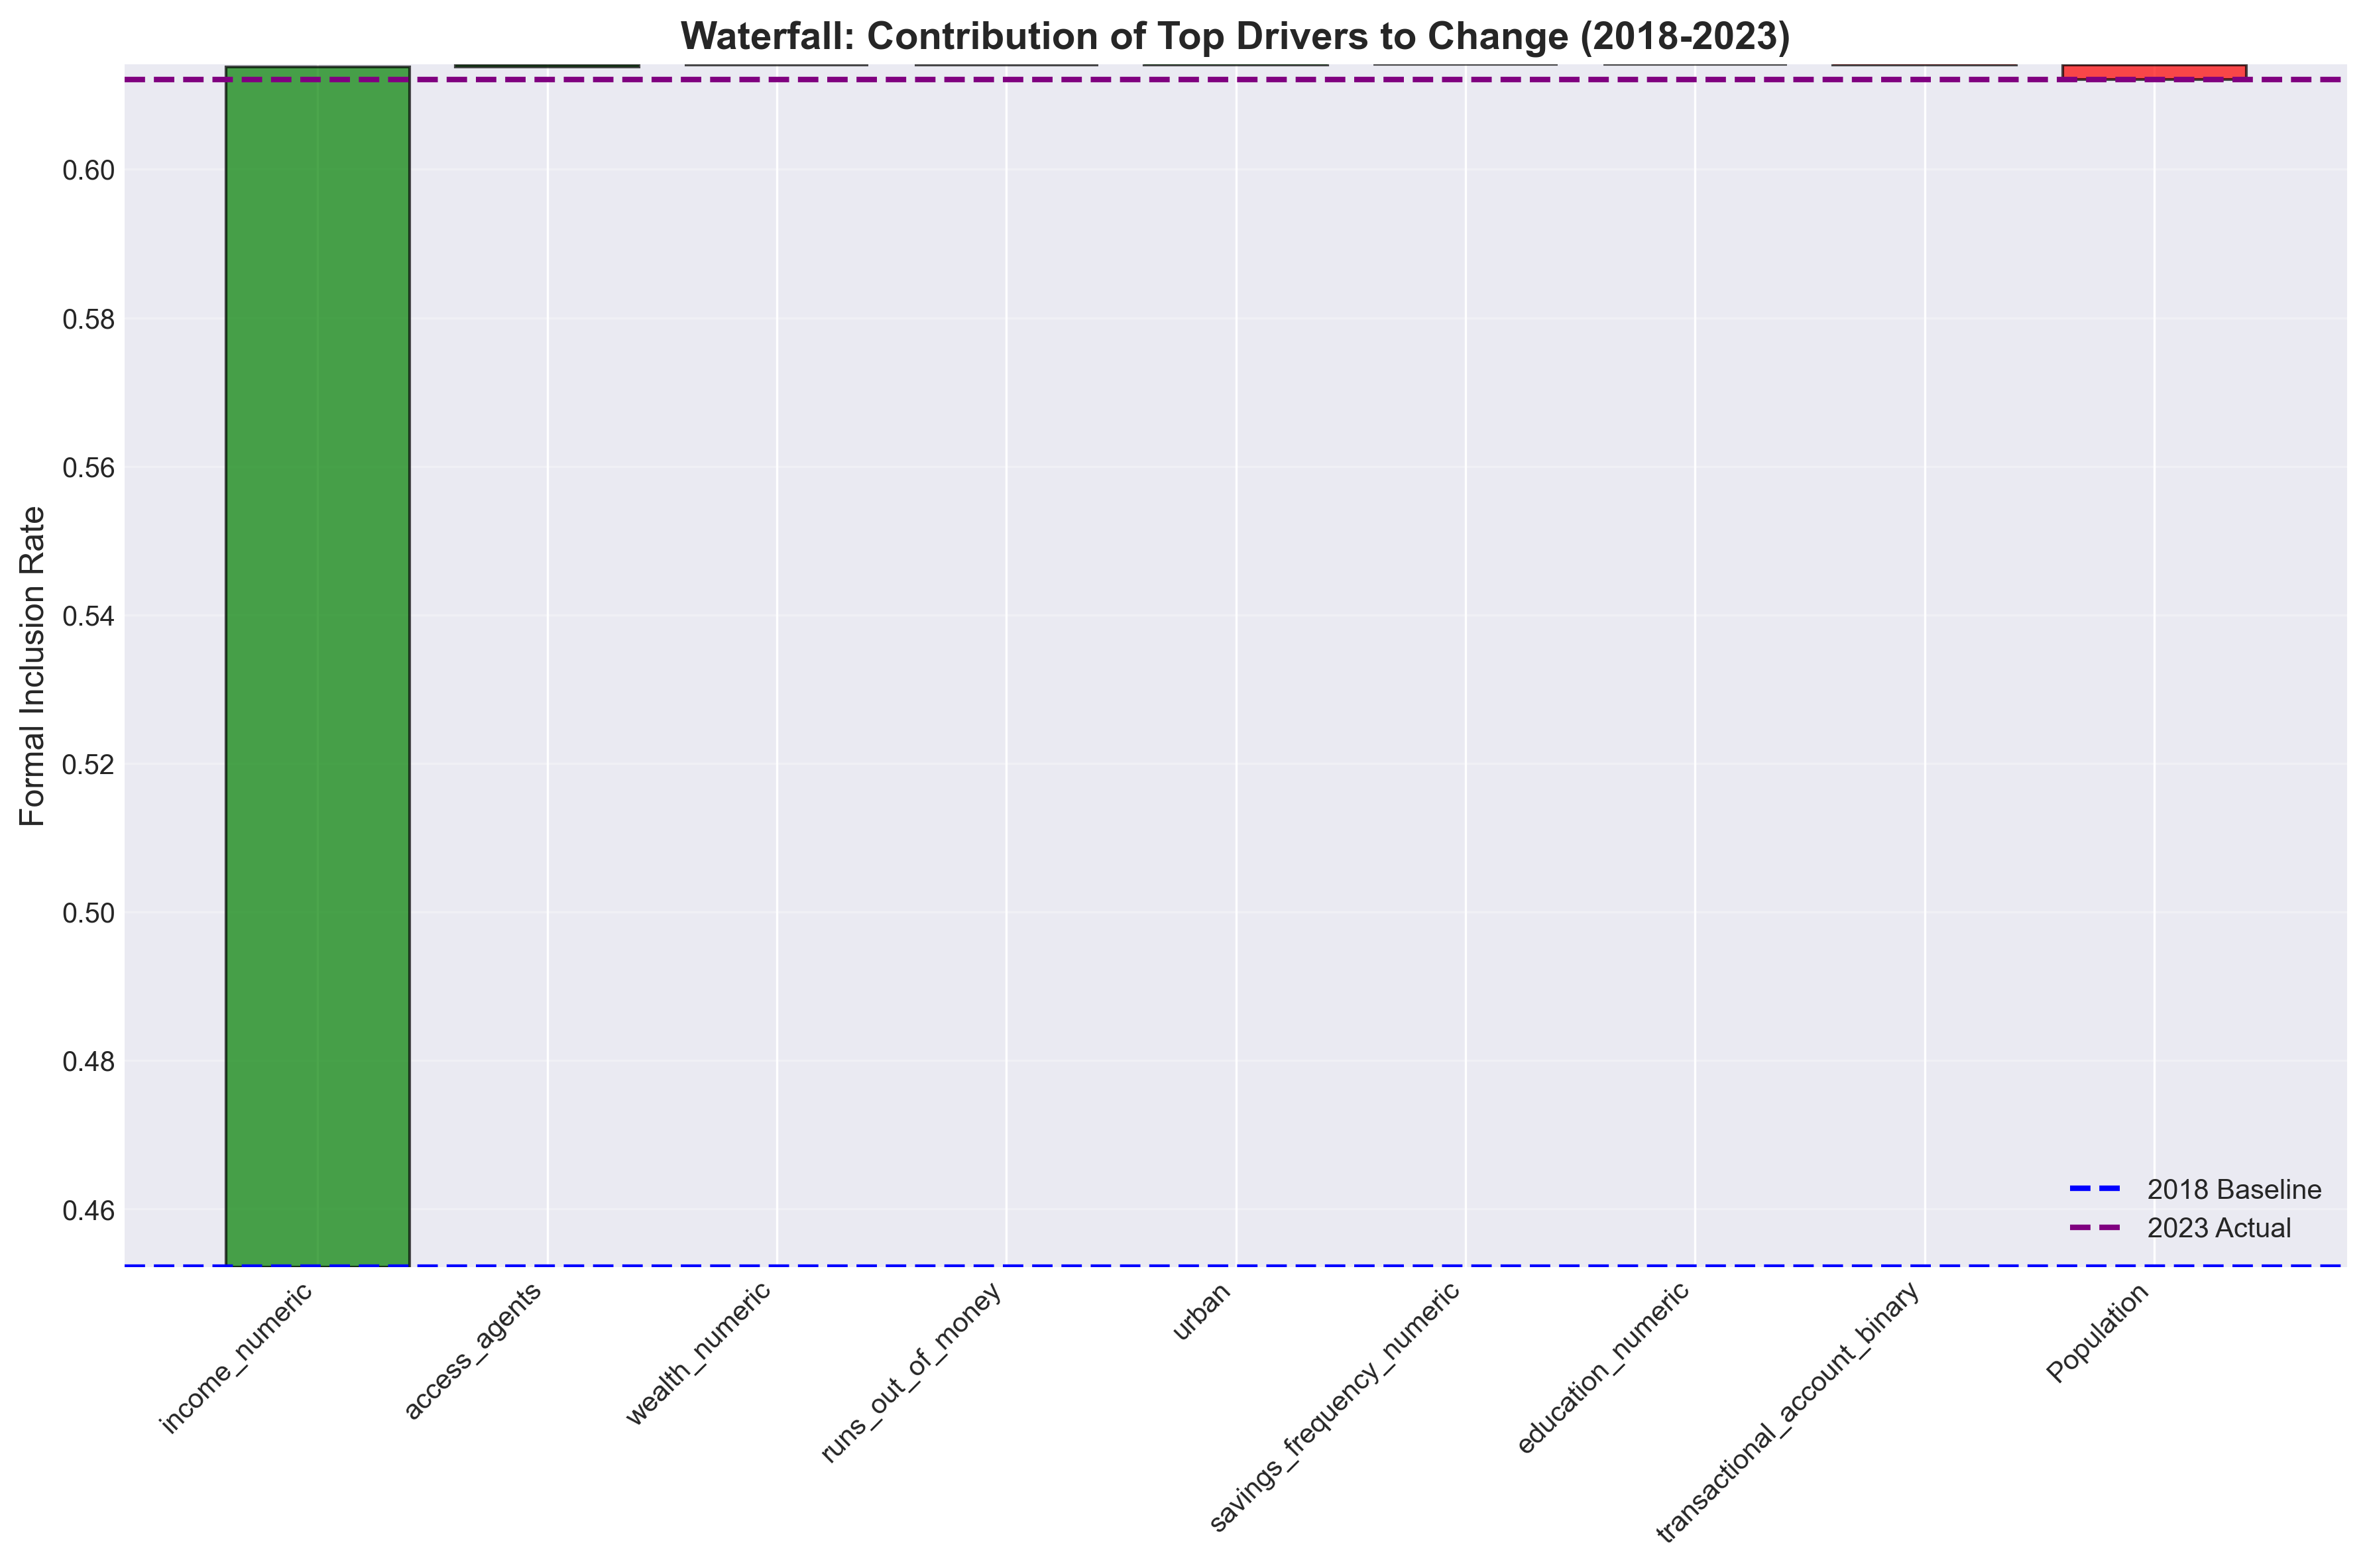 Waterfall: Contribution of Top Drivers to Change (2018-2023)
Formal Inclusion Rate
0.60
0.58
0.56
0.54
0.52
0.50
0.48
0.46
2018 Baseline
2023 Actual
income_numeric
access_agents
wealth_numeric
runs_out_of_money
urban
savings_frequency_numeric
education_numeric
transactional_account_binary
Population